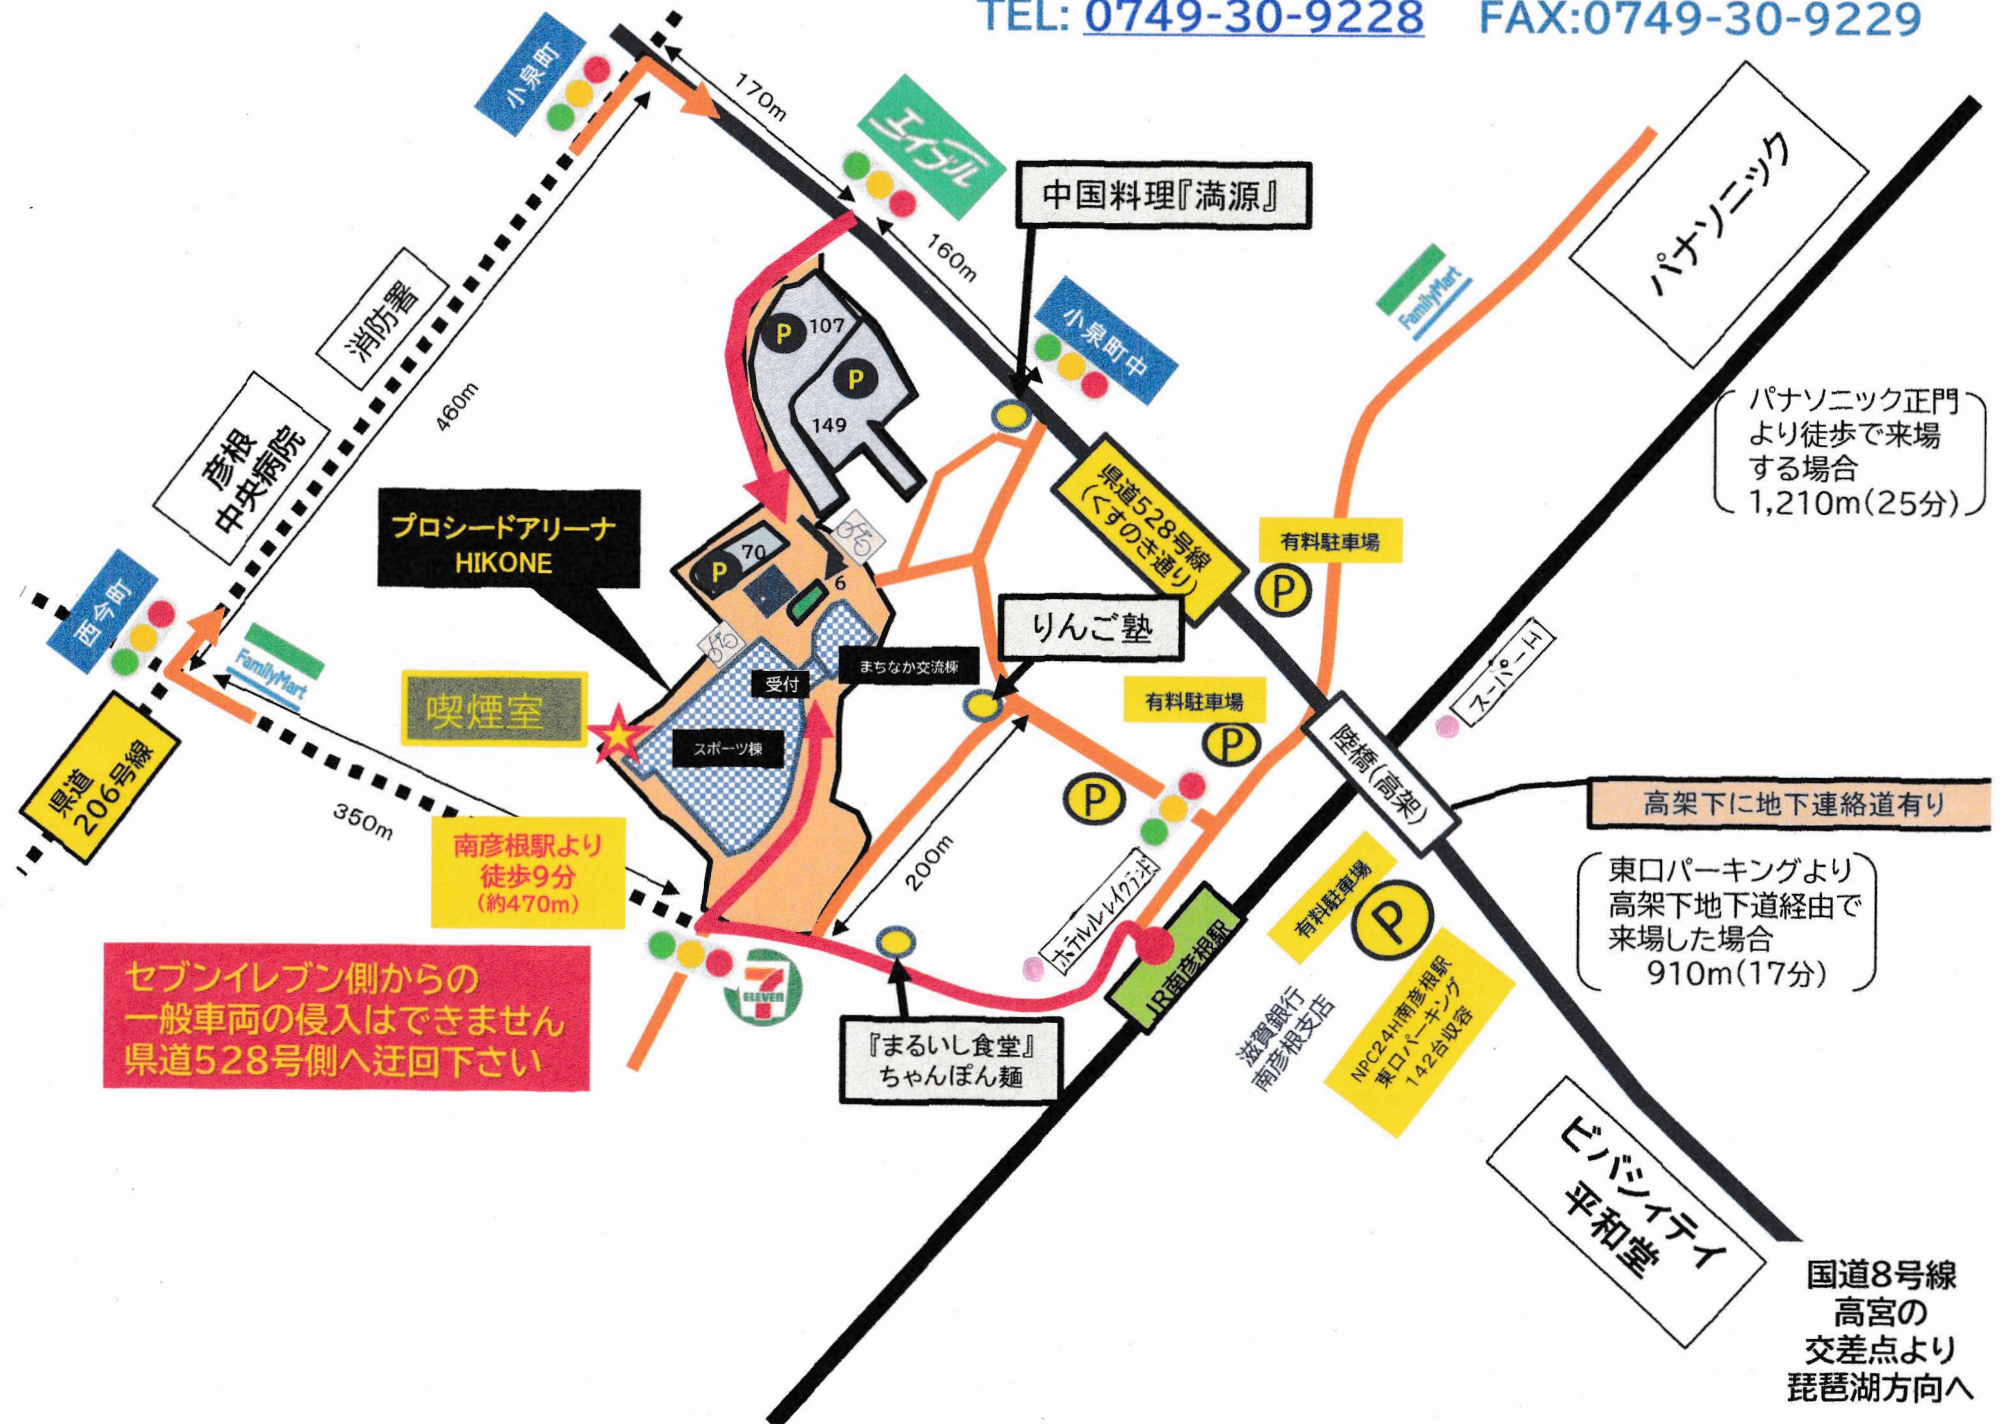 TEL: 0749-30-9228 FAX:0749-30-9229
小泉町
170m
エイブル
中国料理『満源』
160m
小泉町中
FamilyMart
パナソニック
消防署
460m
P 107
P
149
彦根
中央病院
パナソニック正門
より徒歩で来場
する場合
1,210m(25分)
県道528号線
(くすのき通り)
プロシードアリーナ
HIKONE
有料駐車場
P
P 70
6
西今町
りんご塾
スーパーH
FamilyMart
まちなか交流棟
受付
喫煙室
有料駐車場
P
スポーツ棟
陸橋(高架)
県道
206号線
350m
P
高架下に地下連絡道有り
南彦根駅より
徒歩9分
(約470m)
200m
東口パーキングより
高架下地下道経由で
来場した場合
910m(17分)
ホテルルレイクランド
有料駐車場
P
JR南彦根駅
セブンイレブン側からの
一般車両の侵入はできません
県道528号側へ迂回下さい
7
ELEVEN
NPC24H南彦根駅
東口パーキング
142台収容
滋賀銀行
南彦根支店
『まるいし食堂』
ちゃんぽん麺
ビバシィテイ
平和堂
国道8号線
高宮の
交差点より
琵琶湖方向へ